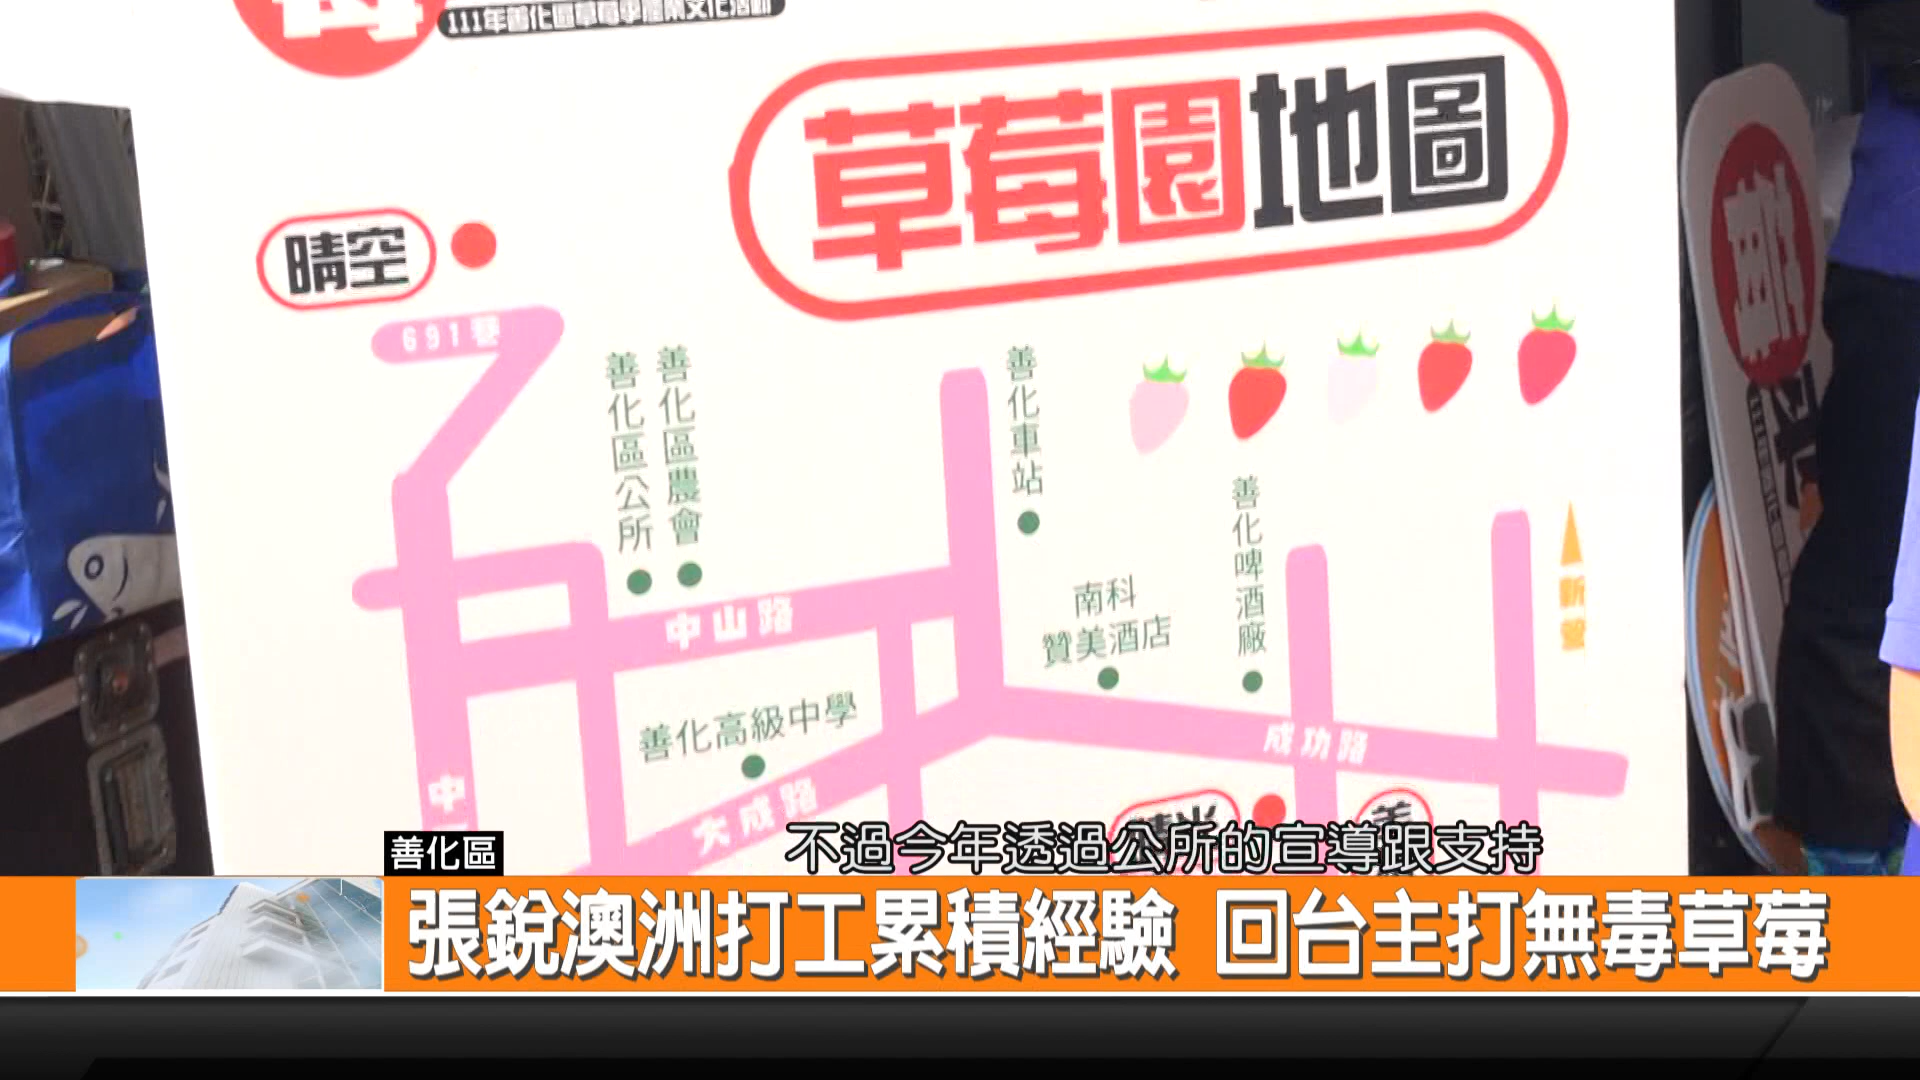 莓
111年善化區草莓季產業文化活動
草莓園地圖
晴空
691巷
善化區公所
善化區農會
善化車站
善化啤酒廠
南科
贊美酒店
新營
中山路
善化高級中學
成功路
大成路
中
善化區
不過今年透過公所的宣導跟支持
張銳澳洲打工累積經驗 回台主打無毒草莓